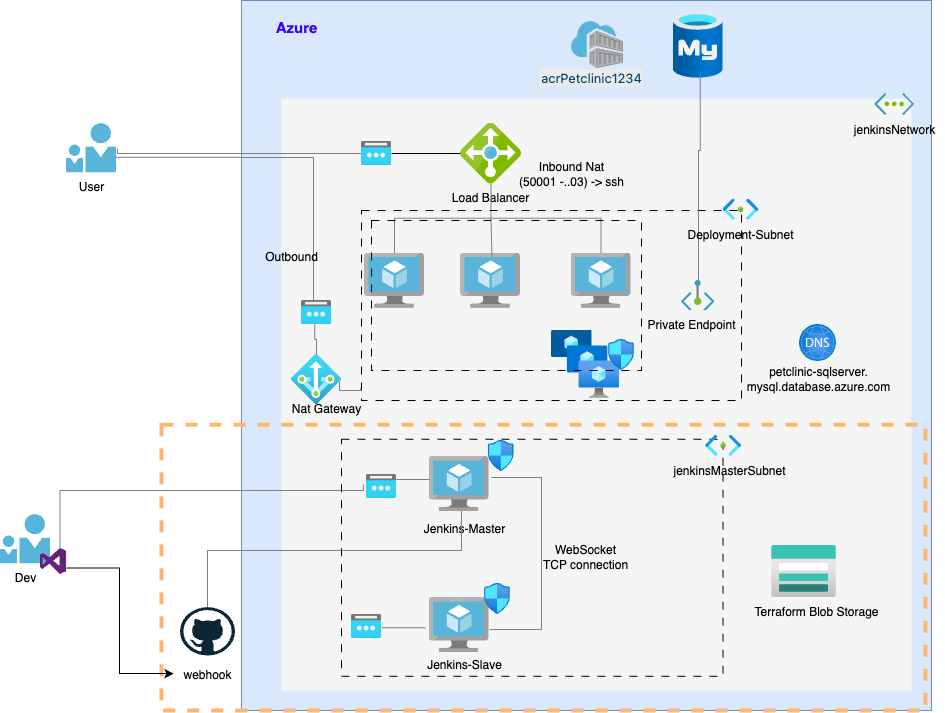 Azure
My
acrPetclinic1234
jenkinsNetwork
User
Inbound Nat
(50001 -..03) -> ssh
Load Balancer
Deployment-Subnet
Outbound
Private Endpoint
DNS
petclinic-sqlserver.
mysql.database.azure.com
Nat Gateway
jenkinsMasterSubnet
Jenkins-Master
WebSocket
TCP connection
Dev
Terraform Blob Storage
Jenkins-Slave
webhook